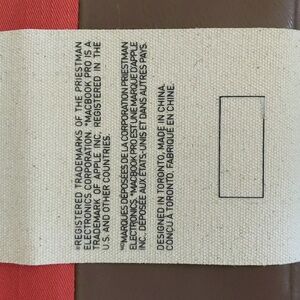 ®REGISTERED TRADEMARKS OF THE PRIESTMAN
ELECTRONICS CORPORATION. *MACBOOK PRO IS A
TRADEMARK OF APPLE INC., REGISTERED IN THE
U.S. AND OTHER COUNTRIES.
MARQUES DÉPOSÉES DE LA CORPORATION PRIESTMAN
ELECTRONICS. *MACBOOK PRO EST UNE MARQUE D'APPLE
INC. DÉPOSÉE AUX ÉTATS-UNIS ET DANS AUTRES PAYS.
DESIGNED IN TORONTO, MADE IN CHINA.
CONÇU À TORONTO, FABRIQUÉ EN CHINE.